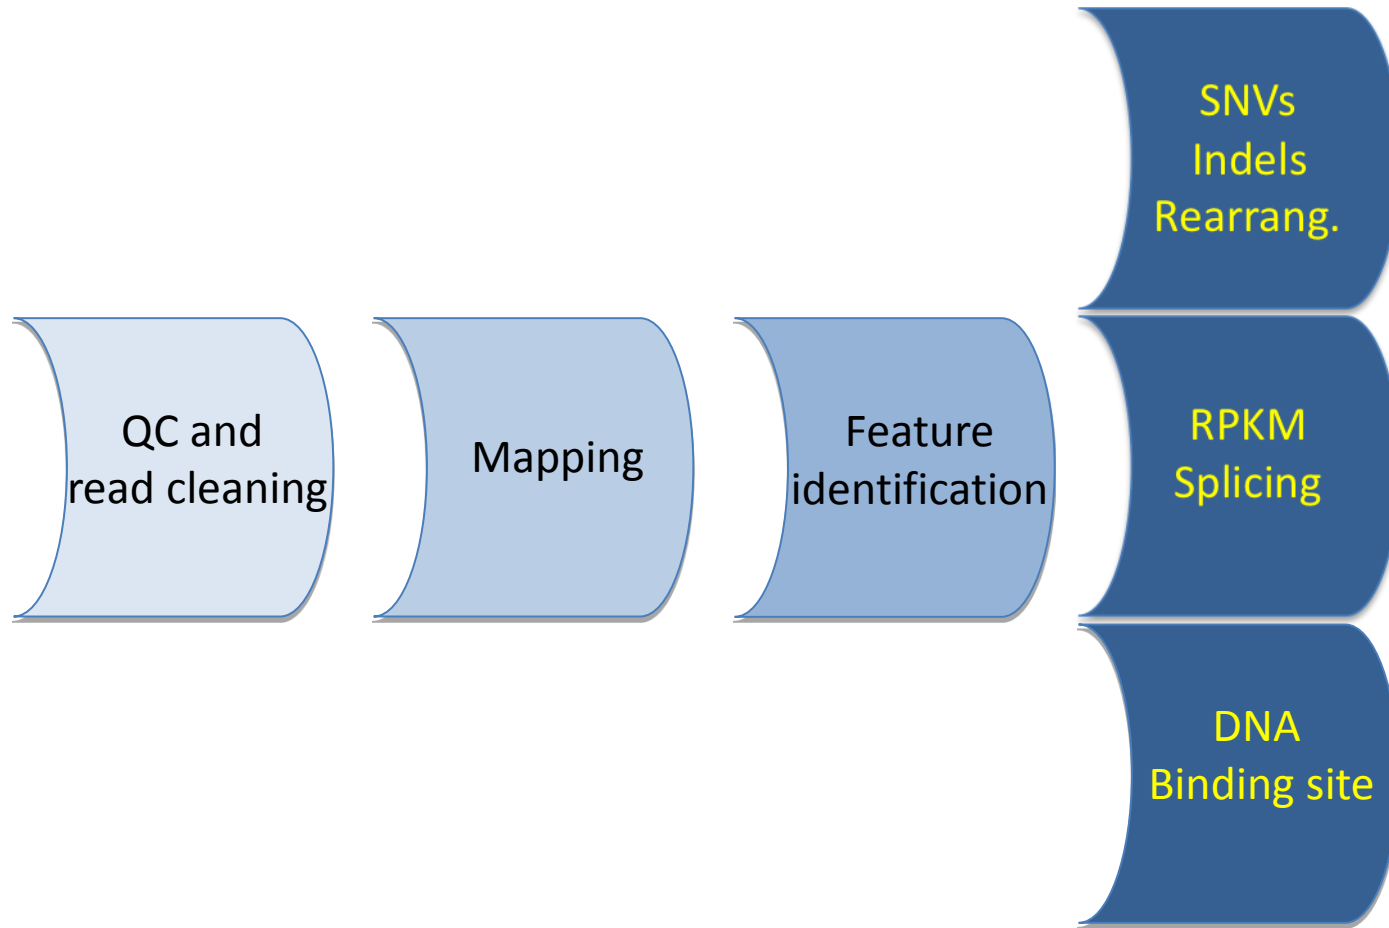 QC and
read cleaning
Mapping
Feature
identification
SNVs
Indels
Rearrang.
RPKM
Splicing
DNA
Binding site